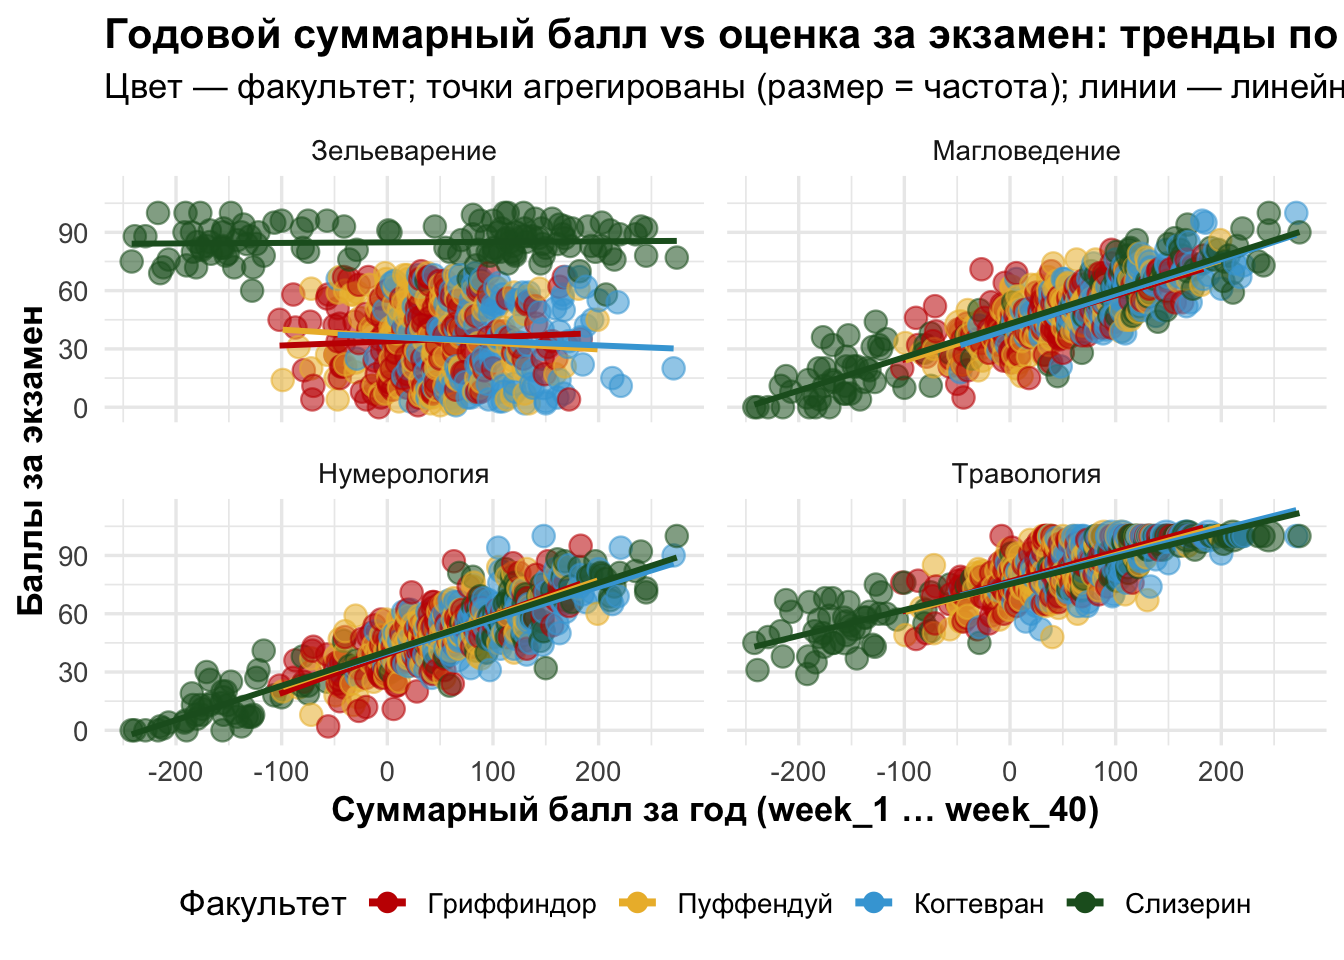 Годовой суммарный балл vs оценка за экзамен: тренды по
Цвет — факультет; точки агрегированы (размер = частота); линии — линейн
Зельеварение
Магловедение
90
60
30
0
Нумерология
Травология
90
60
30
0
Баллы за экзамен
-200 -100 0 100 200
-200 -100 0 100 200
Суммарный балл за год (week_1 … week_40)
Факультет Гриффиндор Пуффендуй Когтевран Слизерин